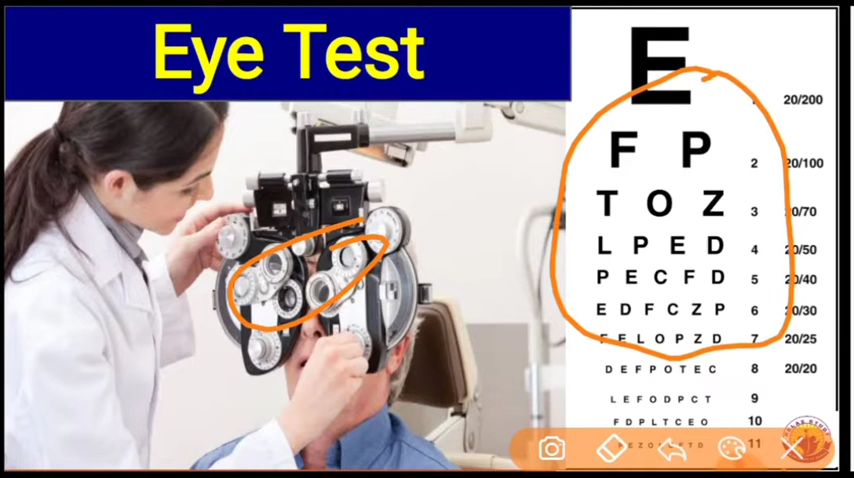 Eye Test
E
1 20/200
F P 2 20/100
T O Z 3 20/70
L P E D 4 20/50
P E C F D 5 20/40
E D F C Z P 6 20/30
F E L O P Z D 7 20/25
D E F P O T E C 8 20/20
L E F O D P C T 9
F D P L T C E O 10
11